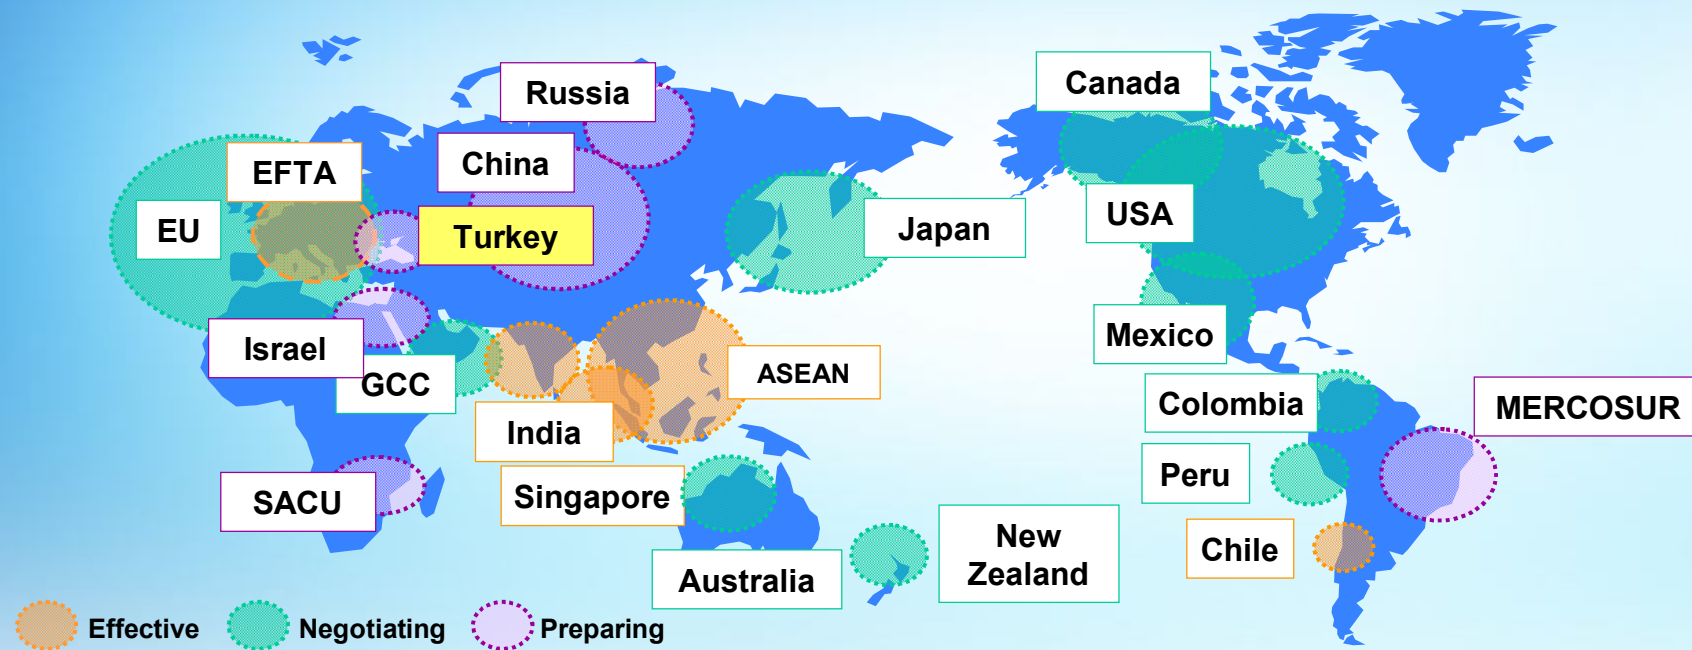 Russia
Canada
China
EFTA
EU
Turkey
USA
Japan
Israel
Mexico
GCC
ASEAN
Colombia
MERCOSUR
India
Peru
SACU
Singapore
New
Zealand
Chile
Australia
Effective
Negotiating
Preparing